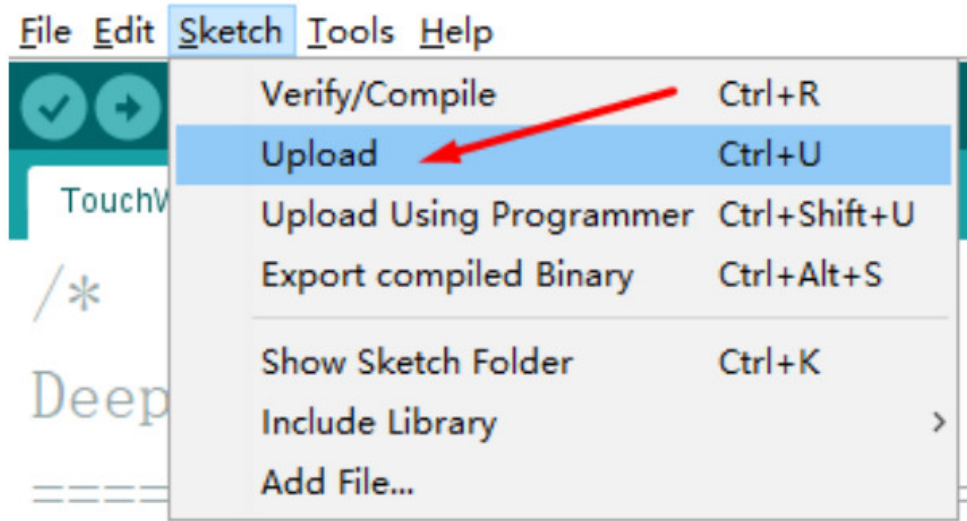 File Edit Sketch Tools Help
Verify/Compile Ctrl+R
Upload Ctrl+U
TouchW
Upload Using Programmer Ctrl+Shift+U
/*
Export compiled Binary Ctrl+Alt+S
Show Sketch Folder Ctrl+K
Deep
Include Library >
Add File...
====